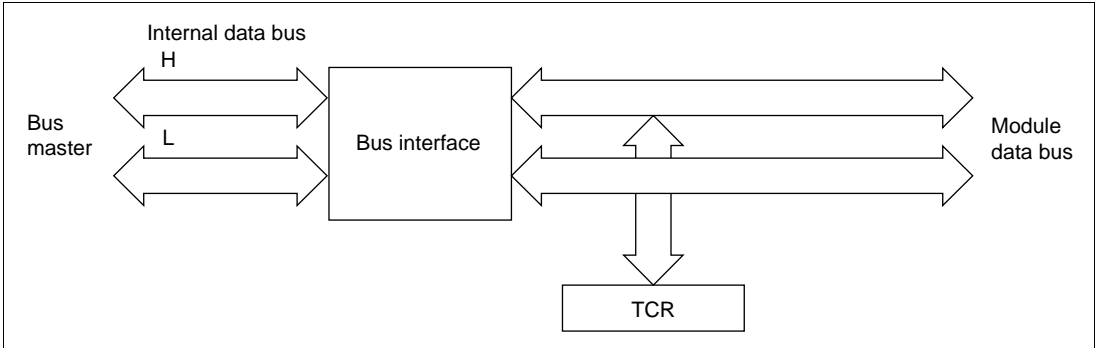 Internal data bus
H
Bus
master
L
Bus interface
Module
data bus
TCR